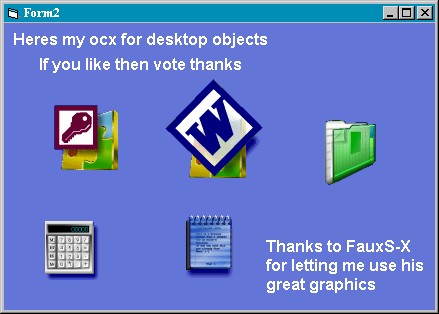 Form2
Heres my ocx for desktop objects
If you like then vote thanks
W
Thanks to FauxS-X
for letting me use his
great graphics